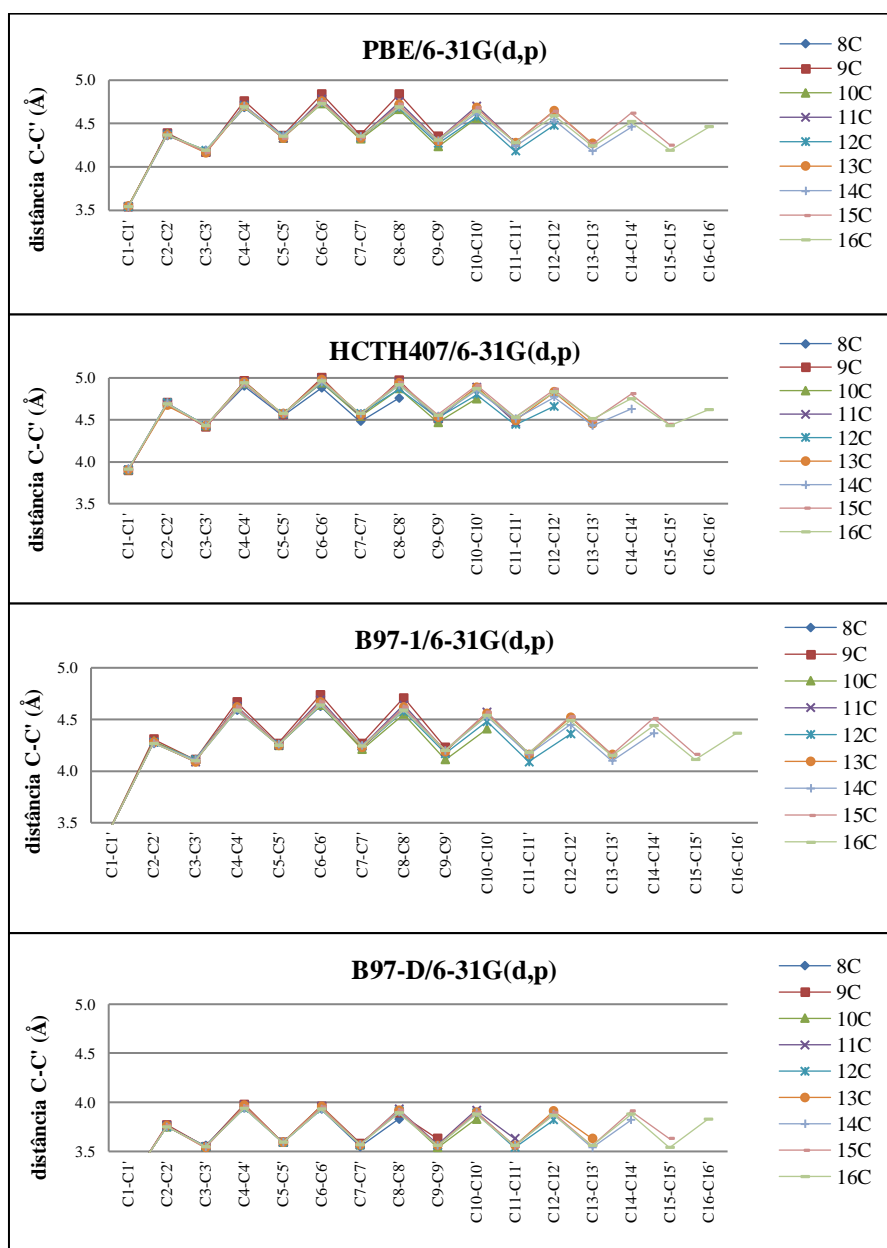 PBE/6-31G(d,p)
distância C-C' (Å)
5.0
4.5
4.0
3.5
C1-C1'
C2-C2'
C3-C3'
C4-C4'
C5-C5'
C6-C6'
C7-C7'
C8-C8'
C9-C9'
C10-C10'
C11-C11'
C12-C12'
C13-C13'
C14-C14'
C15-C15'
C16-C16'
8C
9C
10C
11C
12C
13C
14C
15C
16C
HCTH407/6-31G(d,p)
distância C-C' (Å)
5.0
4.5
4.0
3.5
C1-C1'
C2-C2'
C3-C3'
C4-C4'
C5-C5'
C6-C6'
C7-C7'
C8-C8'
C9-C9'
C10-C10'
C11-C11'
C12-C12'
C13-C13'
C14-C14'
C15-C15'
C16-C16'
8C
9C
10C
11C
12C
13C
14C
15C
16C
B97-1/6-31G(d,p)
distância C-C' (Å)
5.0
4.5
4.0
3.5
C1-C1'
C2-C2'
C3-C3'
C4-C4'
C5-C5'
C6-C6'
C7-C7'
C8-C8'
C9-C9'
C10-C10'
C11-C11'
C12-C12'
C13-C13'
C14-C14'
C15-C15'
C16-C16'
8C
9C
10C
11C
12C
13C
14C
15C
16C
B97-D/6-31G(d,p)
distância C-C' (Å)
5.0
4.5
4.0
3.5
C1-C1'
C2-C2'
C3-C3'
C4-C4'
C5-C5'
C6-C6'
C7-C7'
C8-C8'
C9-C9'
C10-C10'
C11-C11'
C12-C12'
C13-C13'
C14-C14'
C15-C15'
C16-C16'
8C
9C
10C
11C
12C
13C
14C
15C
16C